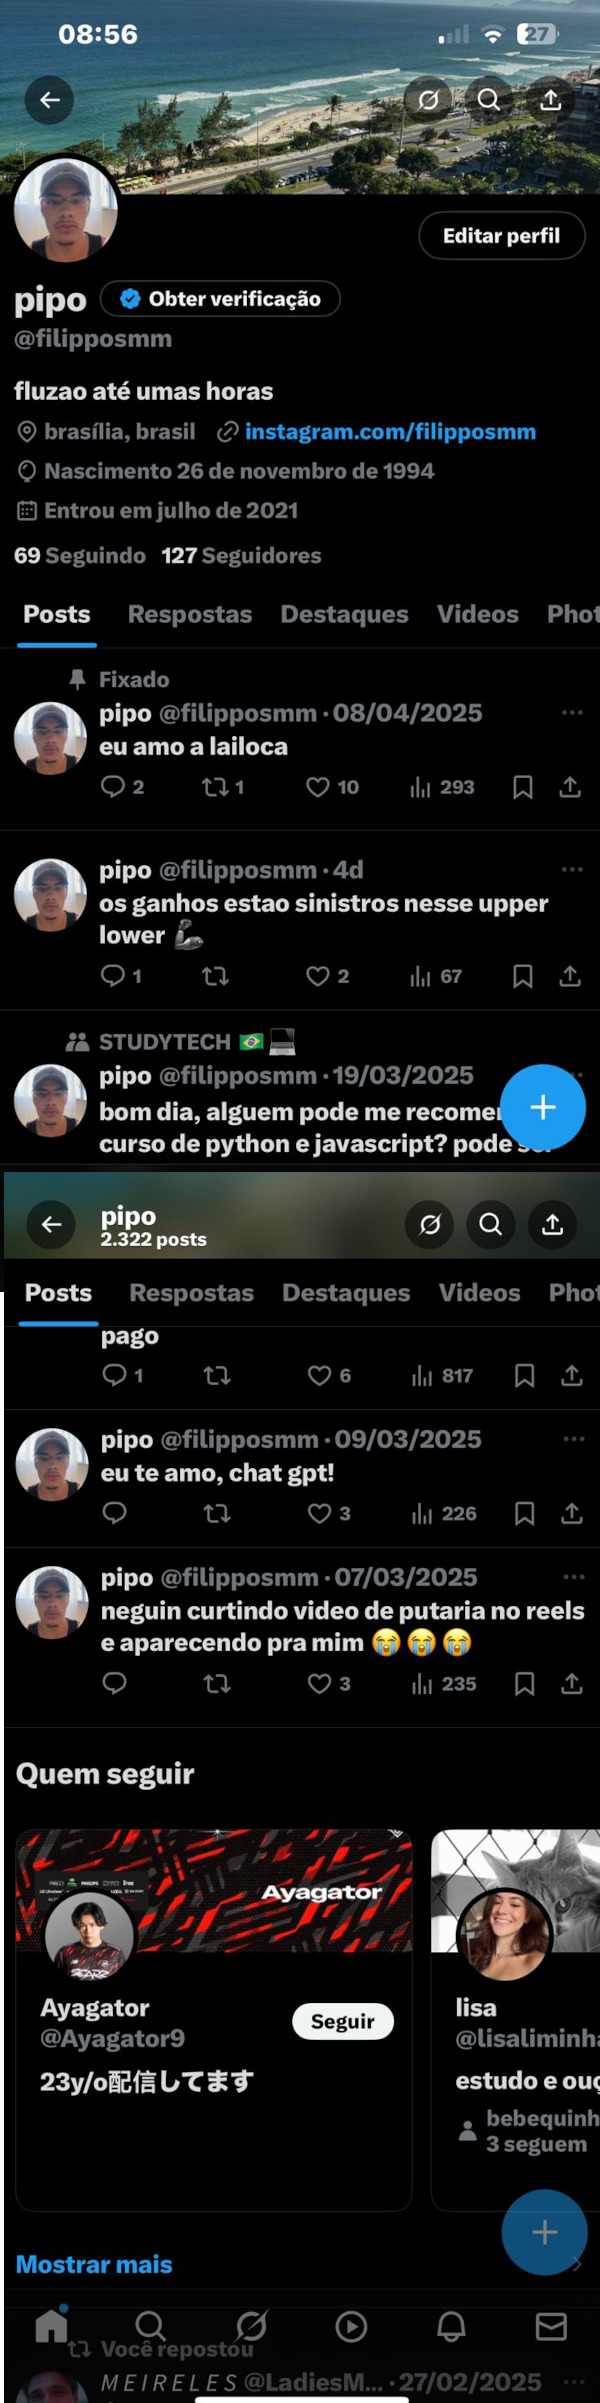 08:56
27
Editar perfil
pipo Obter verificação
@filipposmm
fluzao até umas horas
brasília, brasil instagram.com/filipposmm
Nascimento 26 de novembro de 1994
Entrou em julho de 2021
69 Seguindo 127 Seguidores
Posts Respostas Destaques Videos Phot
Fixado
pipo @filipposmm · 08/04/2025
eu amo a lailoca
2 1 10 293
pipo @filipposmm · 4d
os ganhos estao sinistros nesse upper
lower 💪
1 2 67
STUDYTECH 🇧🇷💻
pipo @filipposmm · 19/03/2025
bom dia, alguem pode me recomen
curso de python e javascript? pode
pipo
2.322 posts
Posts Respostas Destaques Videos Phot
pago
1 6 817
pipo @filipposmm · 09/03/2025
eu te amo, chat gpt!
3 226
pipo @filipposmm · 07/03/2025
neguin curtindo video de putaria no reels
e aparecendo pra mim 😭😭😭
3 235
Quem seguir
Ayagator
Ayagator
@Ayagator9
Seguir
23y/o配信してます
lisa
@lisaliminha
estudo e ouç
bebequinh
3 seguem
Mostrar mais
Você repostou
MEIRELES @LadiesM... · 27/02/2025